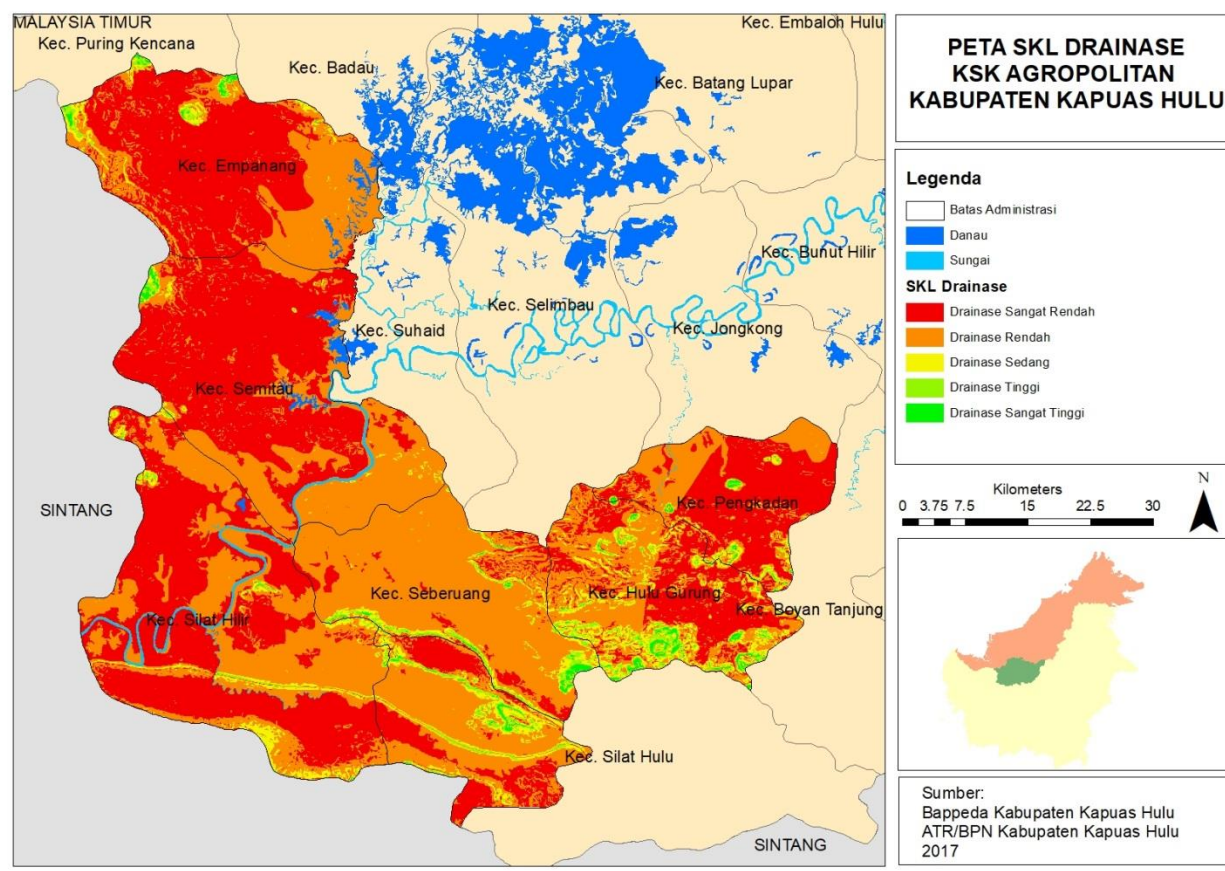 MALAYSIA TIMUR
Kec. Puring Kencana
Kec. Badau
Kec. Embaloh Hulu
Kec. Batang Lupar
Kec. Empanang
Kec. Bunut Hilir
Kec. Selimbau
Kec. Suhaid
Kec. Jongkong
Kec. Semitau
Kec. Pengkadan
SINTANG
Kec. Seberuang
Kec. Hulu Gurung
Kec. Boyan Tanjung
Kec. Silat Hilir
Kec. Silat Hulu
SINTANG
PETA SKL DRAINASE
KSK AGROPOLITAN
KABUPATEN KAPUAS HULU
Legenda
Batas Administrasi
Danau
Sungai
SKL Drainase
Drainase Sangat Rendah
Drainase Rendah
Drainase Sedang
Drainase Tinggi
Drainase Sangat Tinggi
Kilometers
0 3.75 7.5 15 22.5 30
N
Sumber:
Bappeda Kabupaten Kapuas Hulu
ATR/BPN Kabupaten Kapuas Hulu
2017